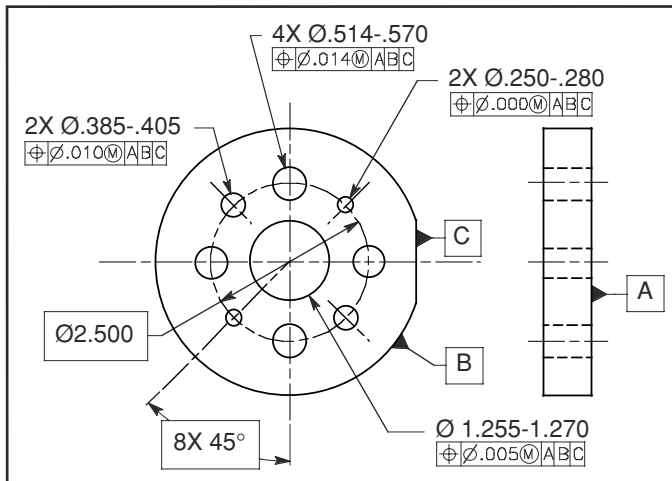 4X Ø.514-.570
⌖ Ø.014Ⓜ A B C
2X Ø.250-.280
⌖ Ø.000Ⓜ A B C
2X Ø.385-.405
⌖ Ø.010Ⓜ A B C
C
A
Ø2.500
B
8X 45°
Ø 1.255-1.270
⌖ Ø.005Ⓜ A B C